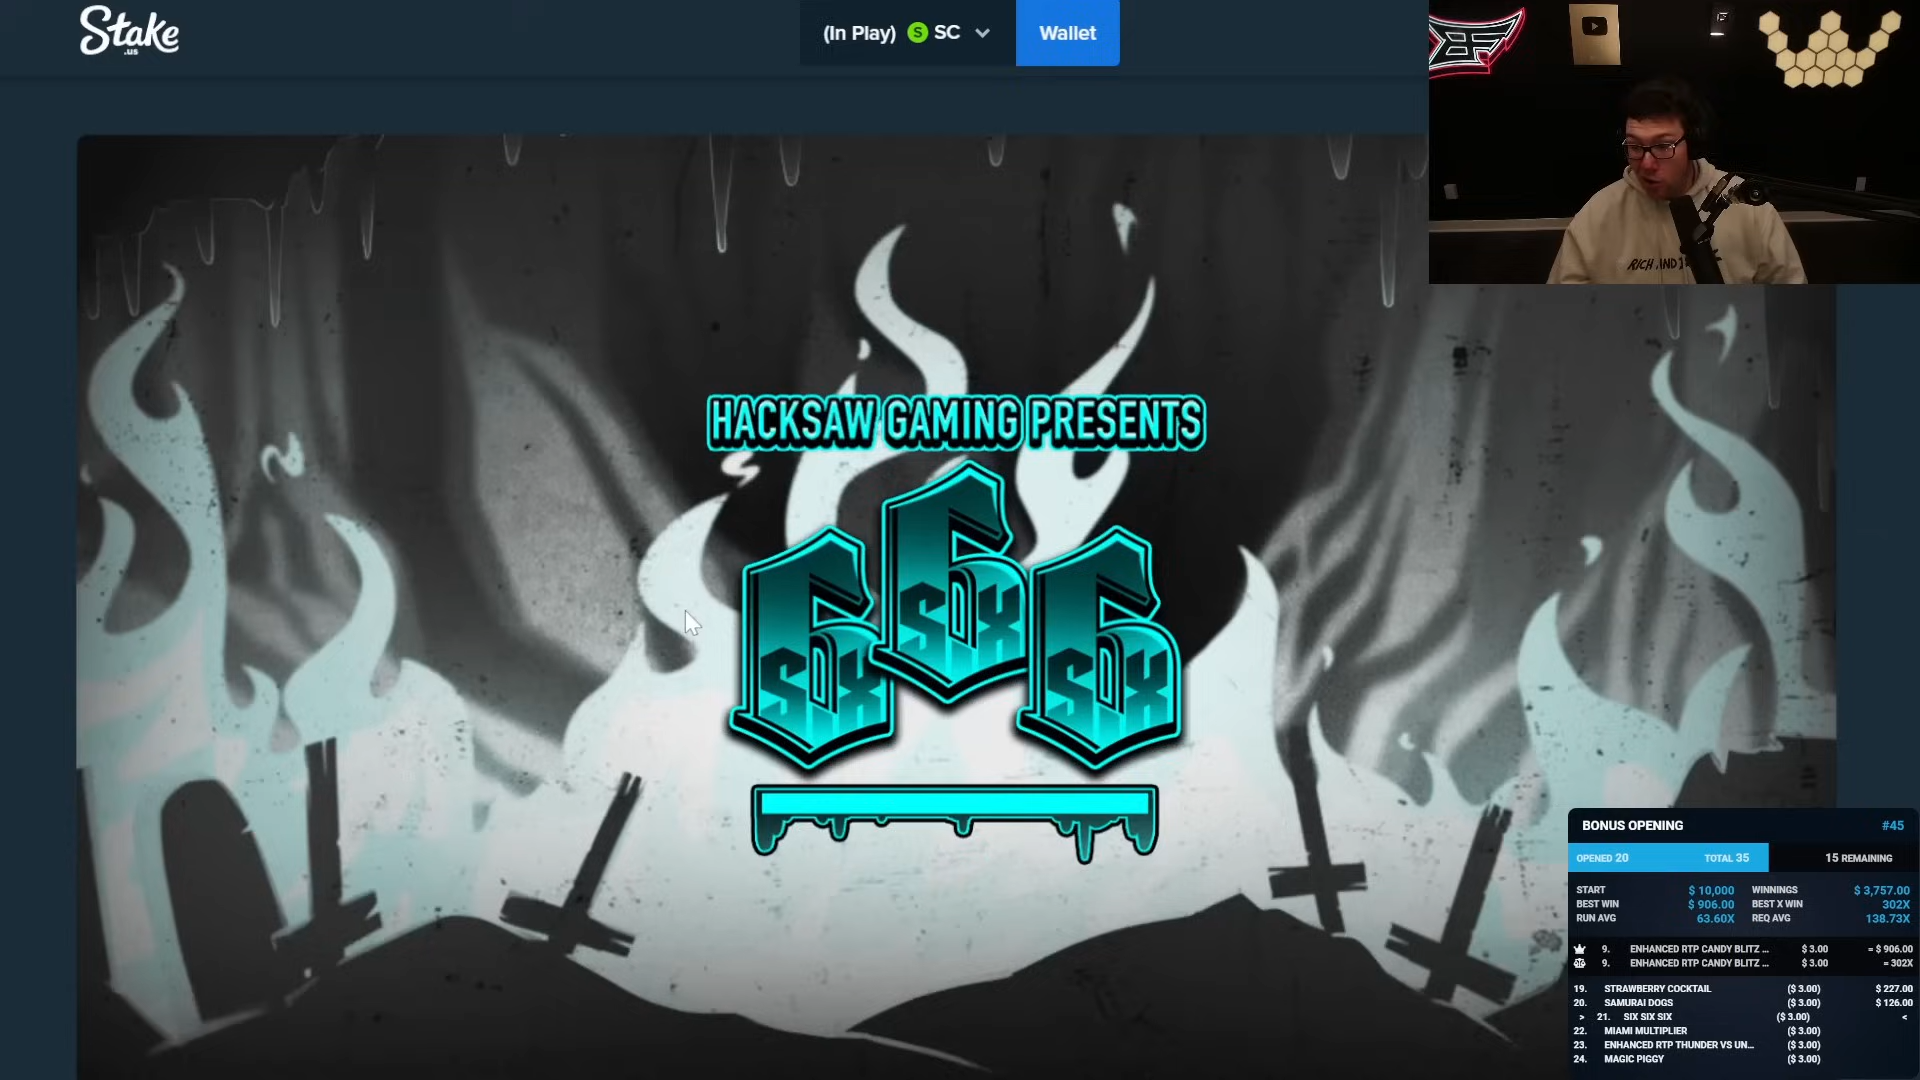 Stake
.us
(In Play) S SC
Wallet
HACKSAW GAMING PRESENTS
SIX SIX SIX
RICH AND
BONUS OPENING #45
OPENED 20 TOTAL 35 15 REMAINING
START $ 10,000 WINNINGS $ 3,757.00
BEST WIN $ 906.00 BEST X WIN 302X
RUN AVG 63.60X REQ AVG 138.73X
9. ENHANCED RTP CANDY BLITZ ... $ 3.00 = $ 906.00
9. ENHANCED RTP CANDY BLITZ ... $ 3.00 = 302X
19. STRAWBERRY COCKTAIL ($ 3.00) $ 227.00
20. SAMURAI DOGS ($ 3.00) $ 126.00
> 21. SIX SIX SIX ($ 3.00) <
22. MIAMI MULTIPLIER ($ 3.00)
23. ENHANCED RTP THUNDER VS UN... ($ 3.00)
24. MAGIC PIGGY ($ 3.00)